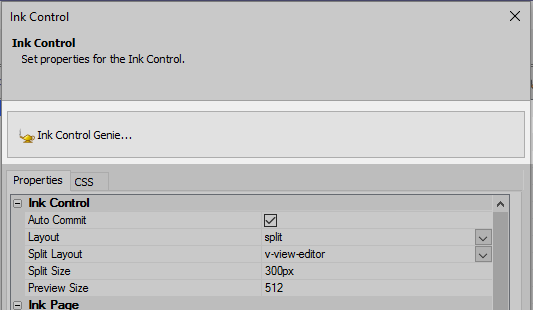 Ink Control
Ink Control
Set properties for the Ink Control.
Ink Control Genie...
Properties CSS
Ink Control
Auto Commit
Layout split
Split Layout v-view-editor
Split Size 300px
Preview Size 512
Ink Page